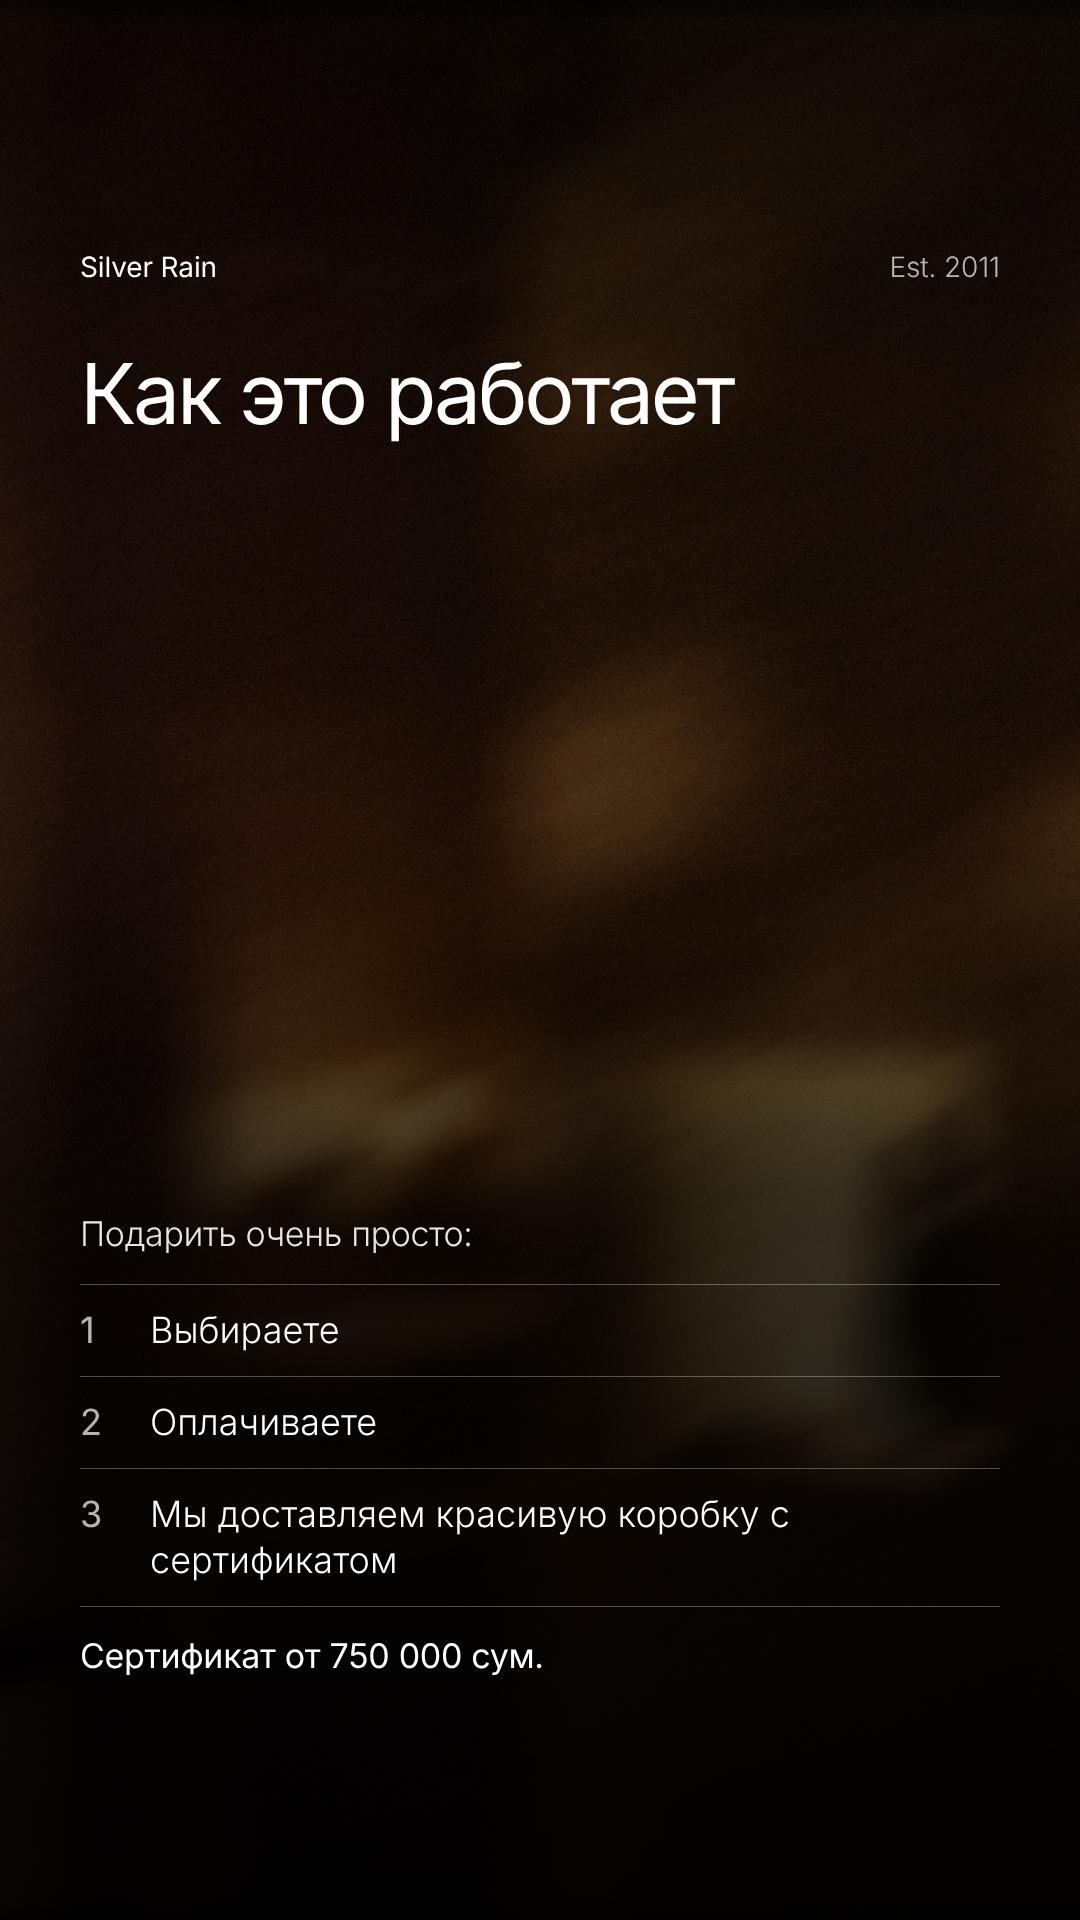 Silver Rain
Est. 2011
Как это работает
Подарить очень просто:
1 Выбираете
2 Оплачиваете
3 Мы доставляем красивую коробку с
сертификатом
Сертификат от 750 000 сум.